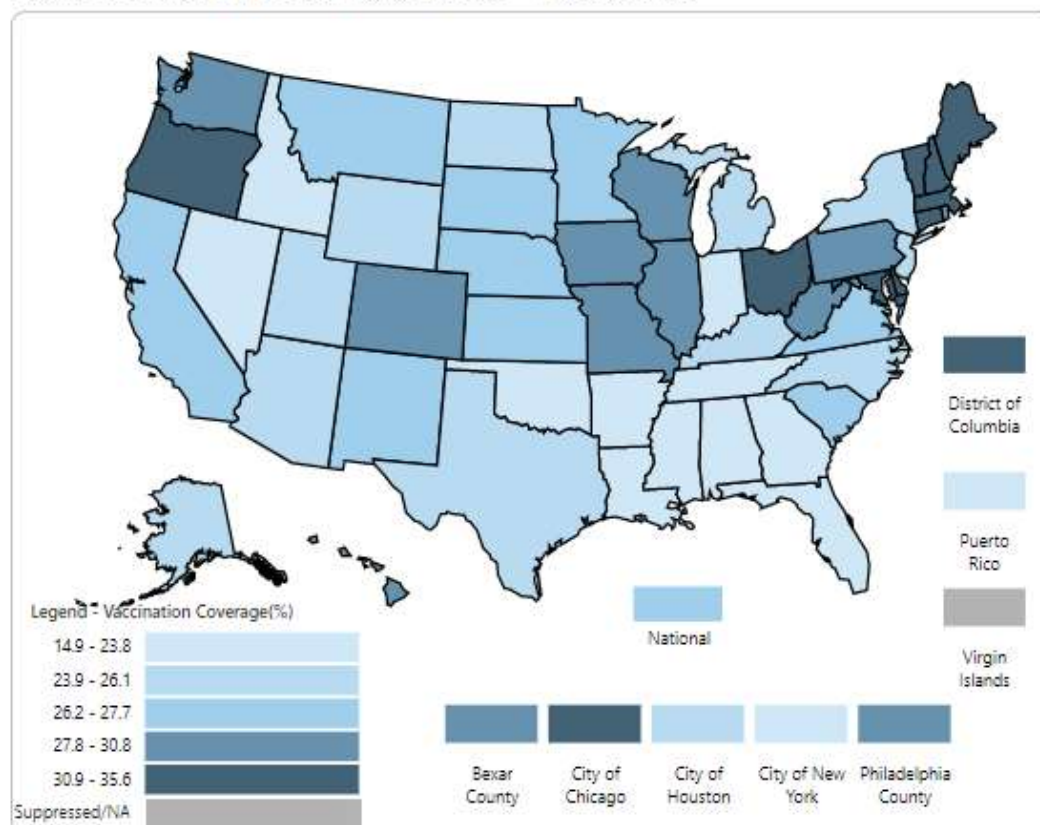 District of
Columbia
Puerto
Rico
Legend - Vaccination Coverage(%)
National
14.9 - 23.8
23.9 - 26.1
26.2 - 27.7
27.8 - 30.8
30.9 - 35.6
Suppressed/NA
Virgin
Islands
Bexar
County
City of
Chicago
City of
Houston
City of New
York
Philadelphia
County